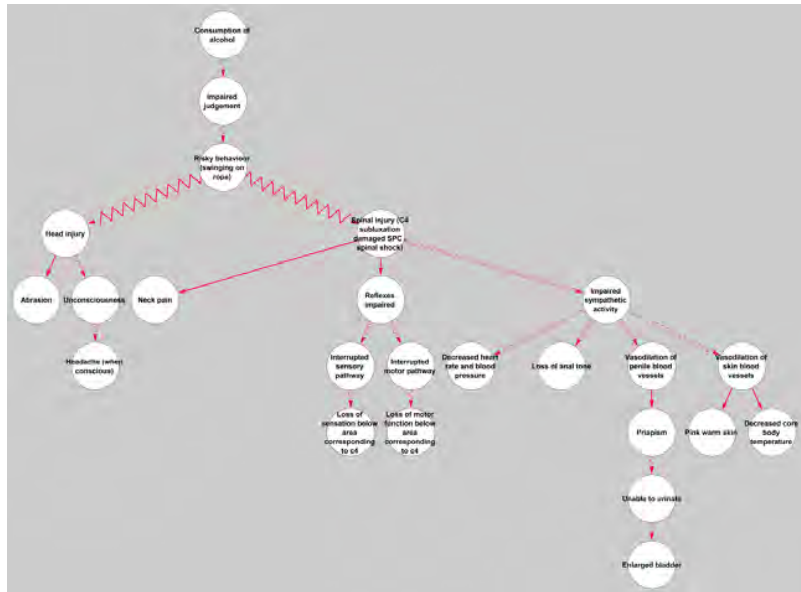 Consumption of
alcohol
Impaired
judgement
Risky behaviour
(swinging on
rope)
Head injury
Spinal injury (C4
subluxation
damaged SPC,
spinal shock)
Abrasion
Unconsciousness
Neck pain
Reflexes
impaired
Impaired
sympathetic
activity
Headache (when
conscious)
Interrupted
sensory
pathway
Interrupted
motor pathway
Decreased heart
rate and blood
pressure
Loss of anal tone
Vasodilation of
penile blood
vessels
Vasodilation of
skin blood
vessels
Loss of
sensation below
area
corresponding
to c4
Loss of motor
function below
area
corresponding
to c4
Priapism
Pink warm skin
Decreased core
body
temperature
Unable to urinate
Enlarged bladder